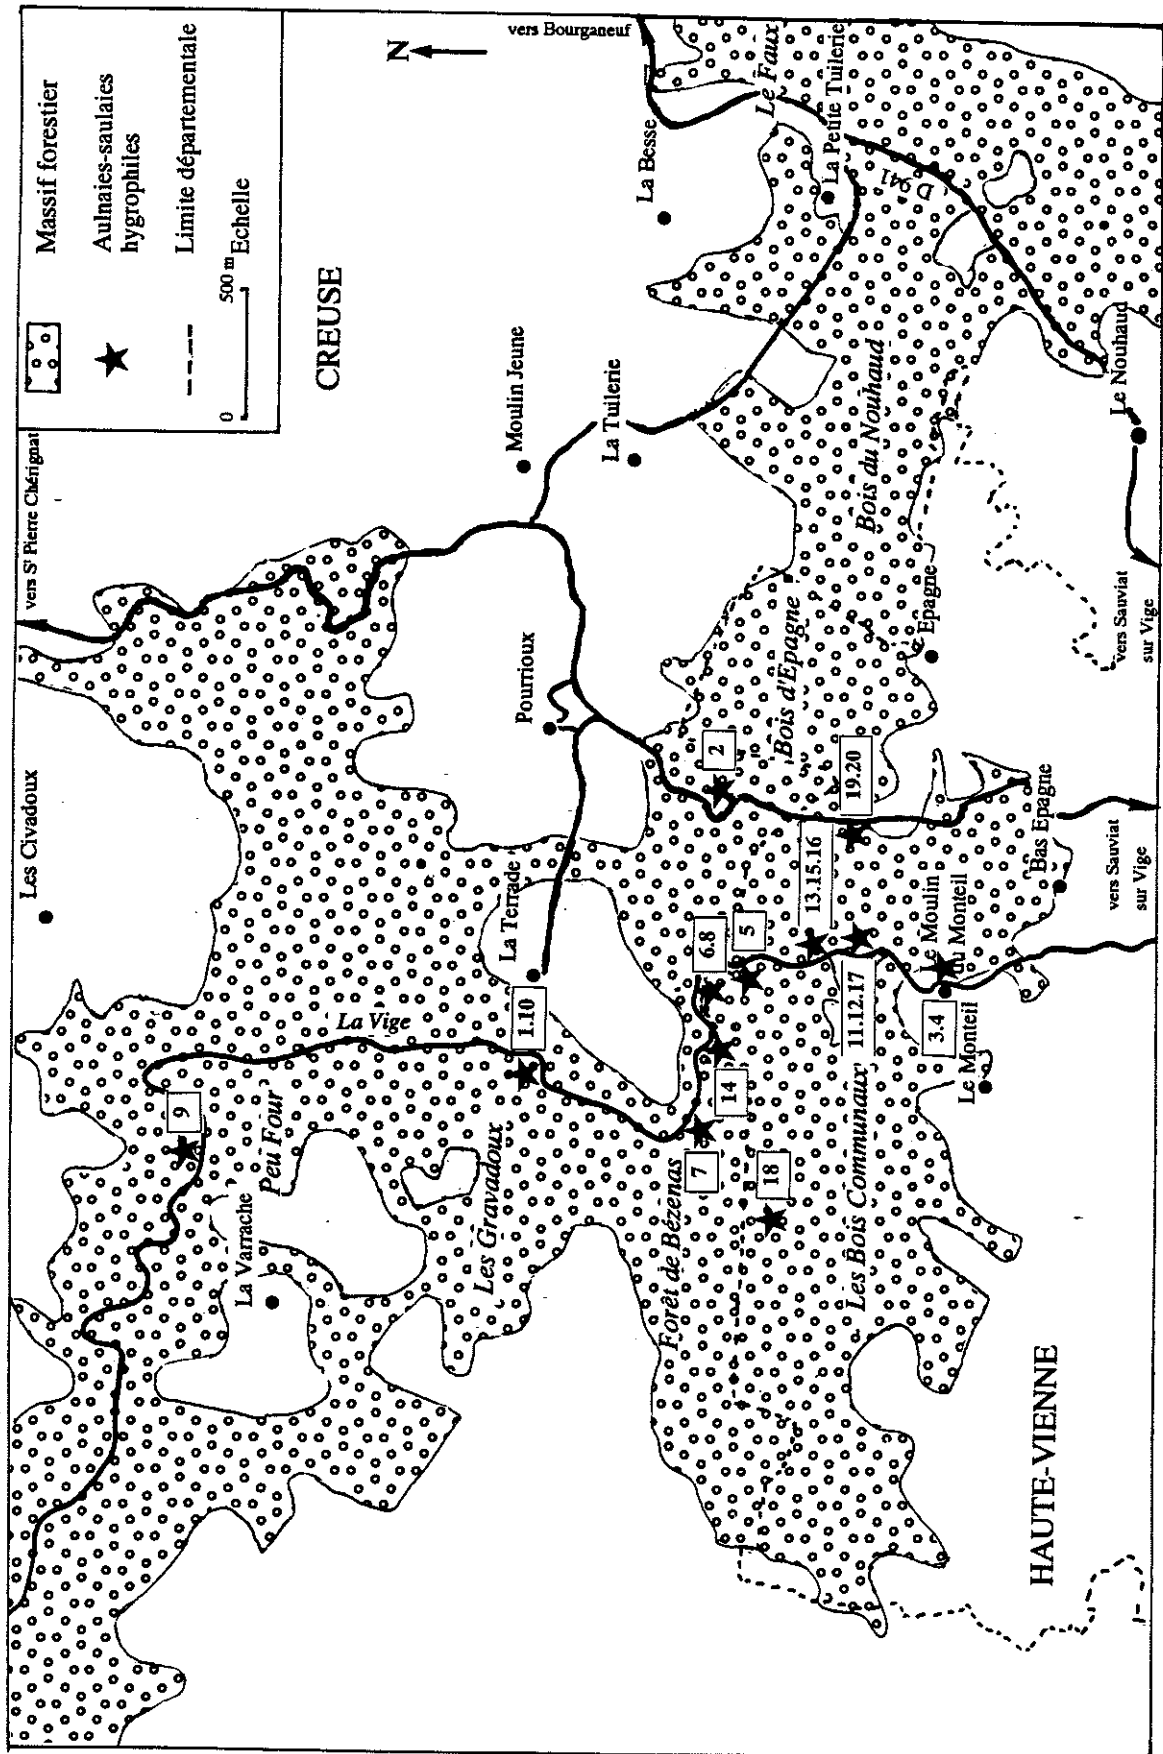 Massif forestier
Aulnaies-saulaies
hygrophiles
Limite départementale
0 500 m Echelle
N
CREUSE
HAUTE-VIENNE
vers St Pierre Chérignat
vers Bourganeuf
Les Civadoux
Moulin Jeune
La Tuilerie
La Besse
Le Faux
La Petite Tuilerie
D 941
Pourrioux
La Terrade
La Vige
Peu Four
La Varrache
Les Gravadoux
Forêt de Bézenas
Les Bois Communaux
Bois d'Epagne
Bois du Nouhaud
Epagne
Le Nouhaud
Bas Epagne
Le Moulin
du Monteil
Le Monteil
vers Sauviat
sur Vige
vers Sauviat
sur Vige
9
1.10
2
6.8
5
14
7
18
13.15.16
19.20
11.12.17
3.4